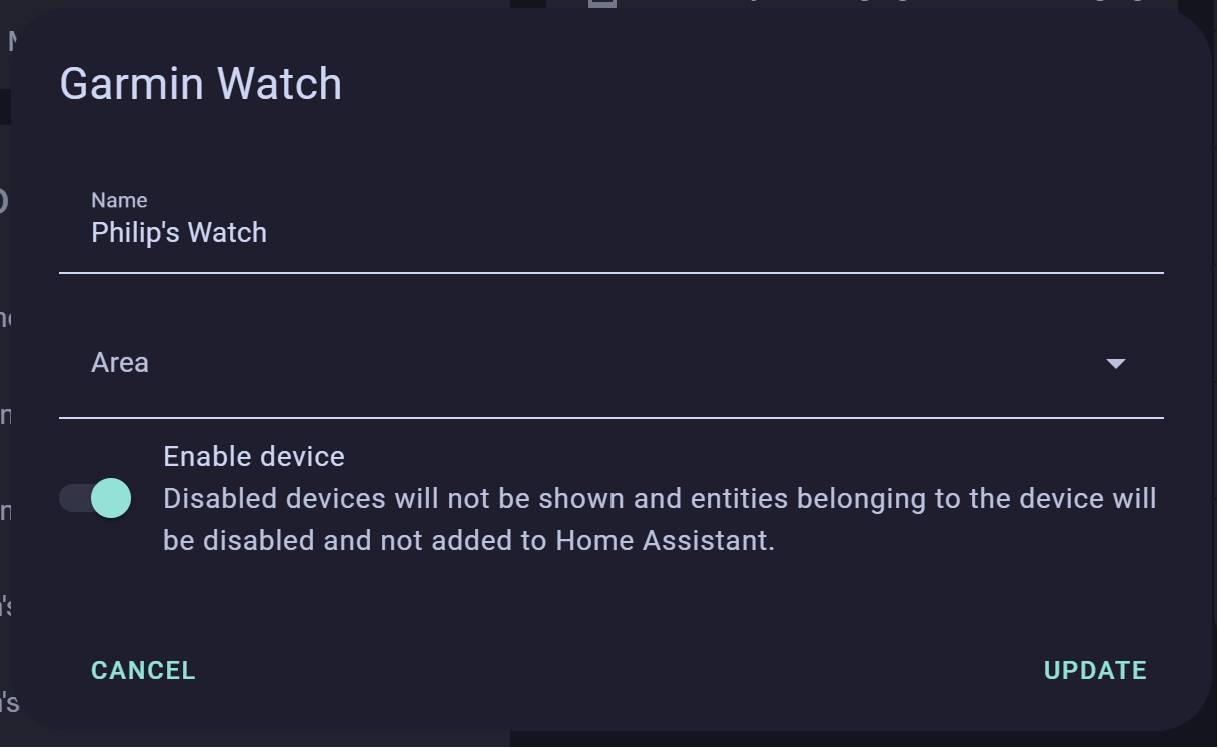 Garmin Watch
Name
Philip's Watch
Area
Enable device
Disabled devices will not be shown and entities belonging to the device will
be disabled and not added to Home Assistant.
CANCEL
UPDATE